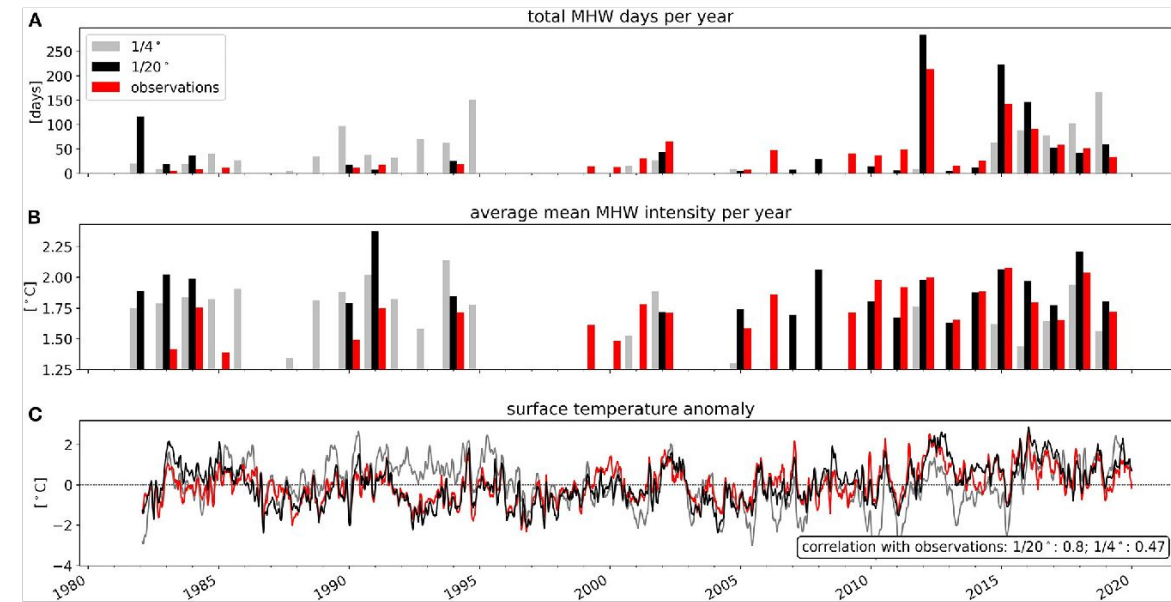 A
total MHW days per year
1/4°
1/20°
observations
[days]
250
200
150
100
50
0
B
average mean MHW intensity per year
[°C]
2.25
2.00
1.75
1.50
1.25
C
surface temperature anomaly
[°C]
2
0
−2
−4
correlation with observations: 1/20°: 0.8; 1/4°: 0.47
1980 1985 1990 1995 2000 2005 2010 2015 2020